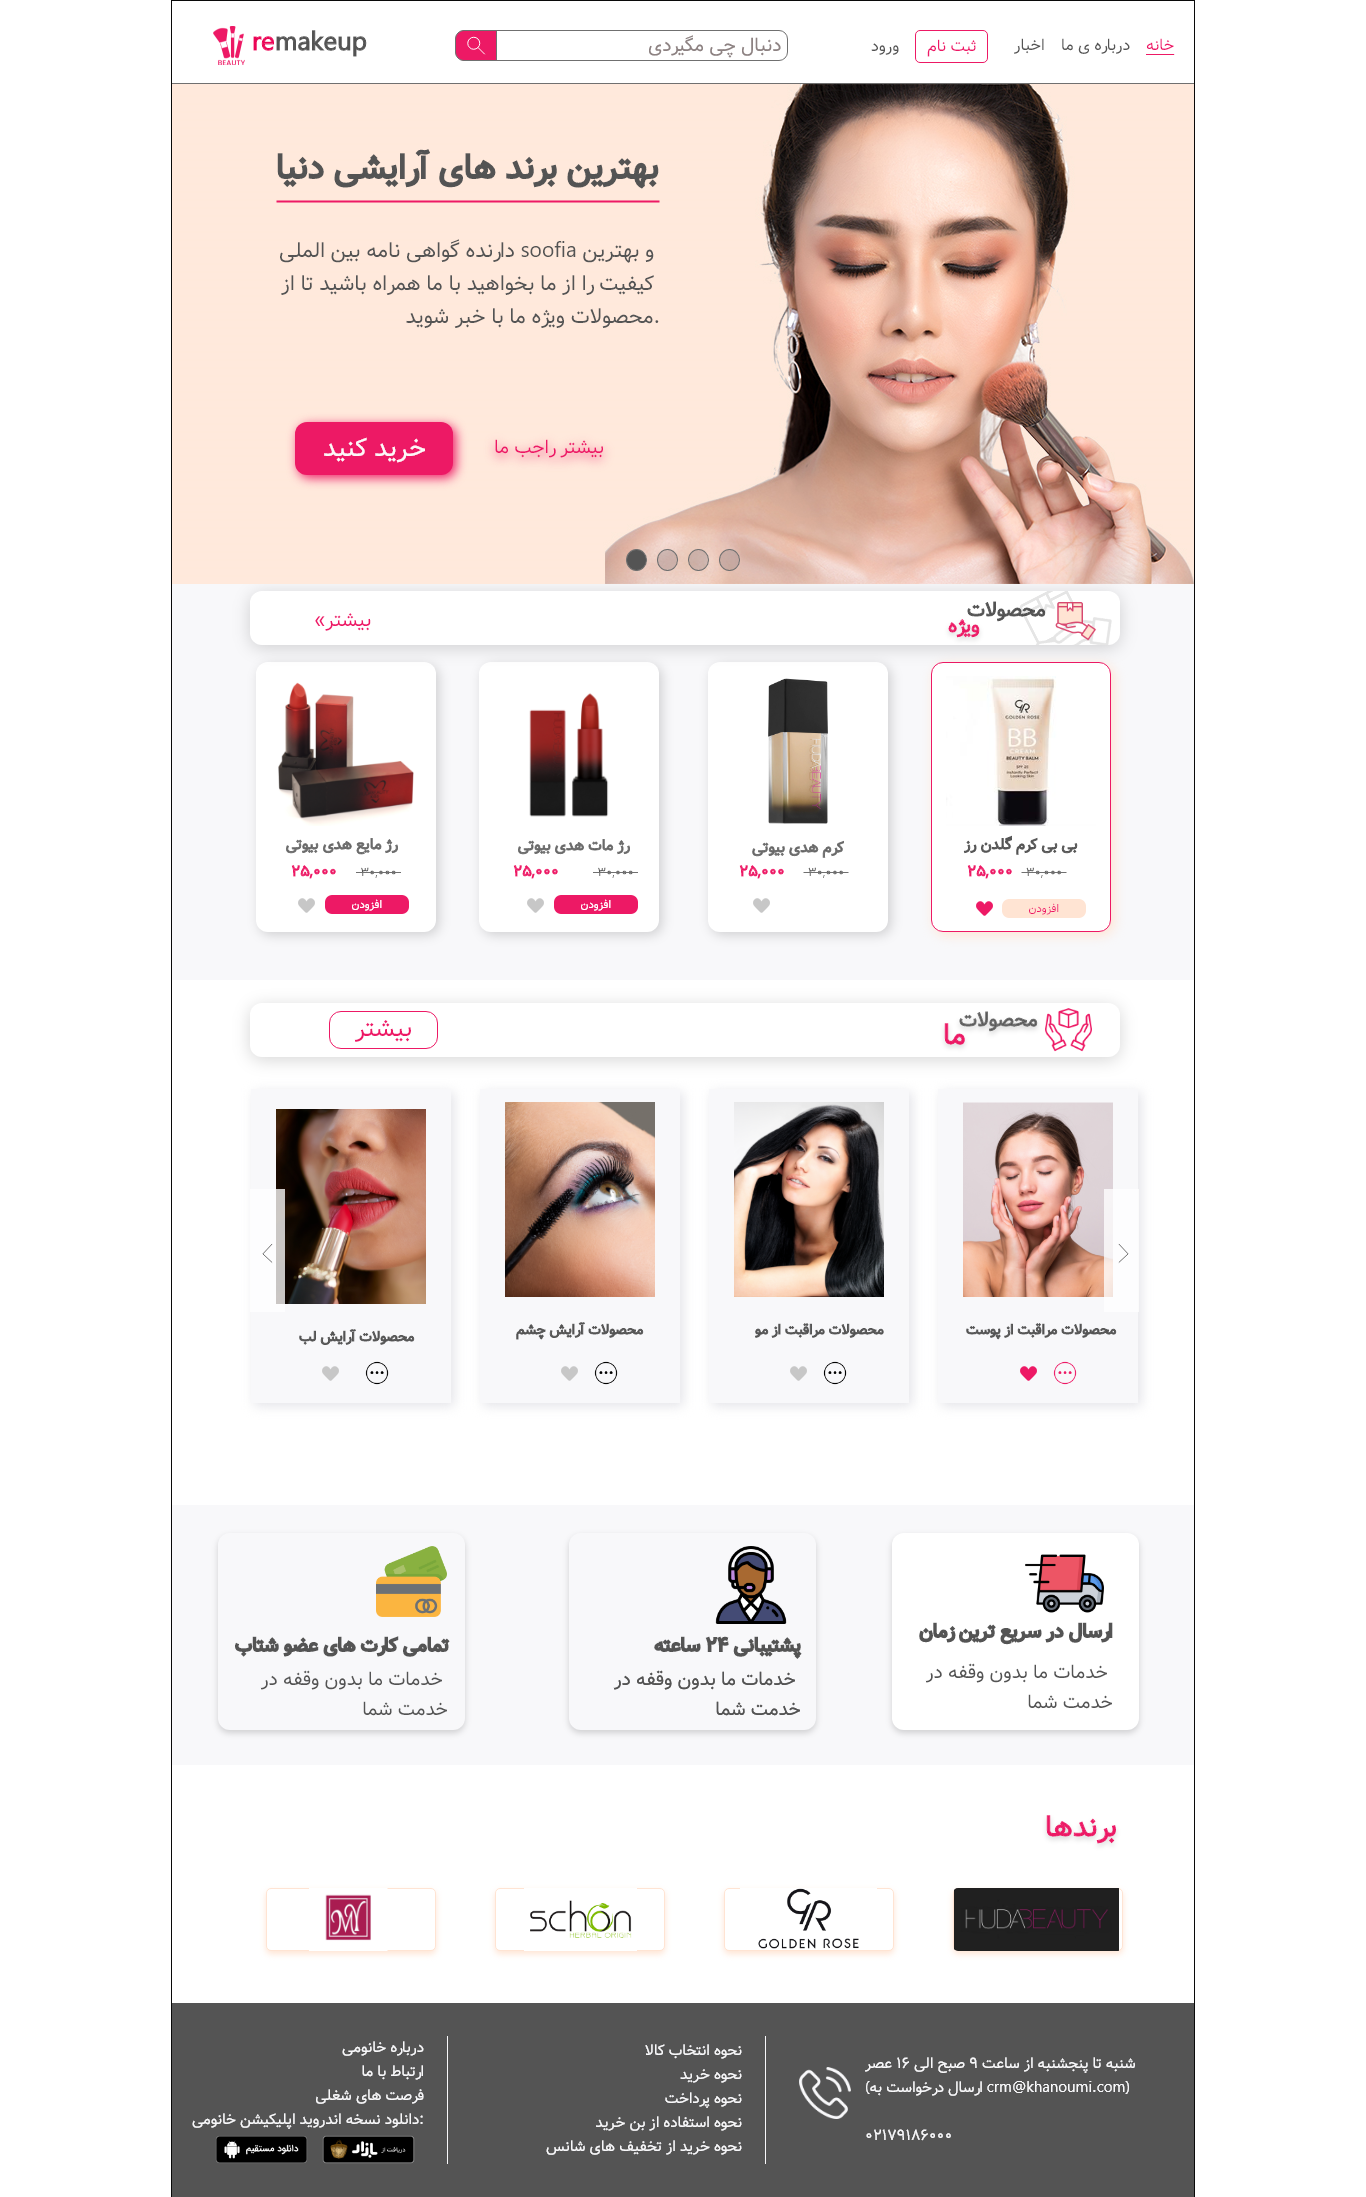 خانه
درباره ی ما
اخبار
ثبت نام
ورود
دنبال چی مگیردی
remakeup
BEAUTY
بهترین برند های آرایشی دنیا
و بهترین soofia دارنده گواهی نامه بین الملی
کیفیت را از ما بخواهید با ما همراه باشید تا از
.محصولات ویژه ما با خبر شوید
بیشتر راجب ما
خرید کنید
محصولات
ویژه
بیشتر»
GR
GOLDEN ROSE
BB
CREAM
BEAUTY BALM
بی بی کرم گلدن رز
۳۰,۰۰۰
۲۵,۰۰۰
افزودن
کرم هدی بیوتی
۳۰,۰۰۰
۲۵,۰۰۰
رژ مات هدی بیوتی
۳۰,۰۰۰
۲۵,۰۰۰
افزودن
رژ مایع هدی بیوتی
۳۰,۰۰۰
۲۵,۰۰۰
افزودن
محصولات
ما
بیشتر
محصولات مراقبت از پوست
محصولات مراقبت از مو
محصولات آرایش چشم
محصولات آرایش لب
ارسال در سریع ترین زمان
خدمات ما بدون وقفه در
خدمت شما
پشتیبانی ۲۴ ساعته
خدمات ما بدون وقفه در
خدمت شما
تمامی کارت های عضو شتاب
خدمات ما بدون وقفه در
خدمت شما
برندها
HUDABEAUTY
GR
GOLDEN ROSE
schön
HERBAL ORIGIN
MY
شنبه تا پنجشنبه از ساعت ۹ صبح الی ۱۶ عصر
(ارسال درخواست به crm@khanoumi.com)
۰۲۱۷۹۱۸۶۰۰۰
نحوه انتخاب کالا
نحوه خرید
نحوه پرداخت
نحوه استفاده از بن خرید
نحوه خرید از تخفیف های شانس
درباره خانومی
ارتباط با ما
فرصت های شغلی
:دانلود نسخه اندروید اپلیکیشن خانومی
دریافت از بازار
دانلود مستقیم